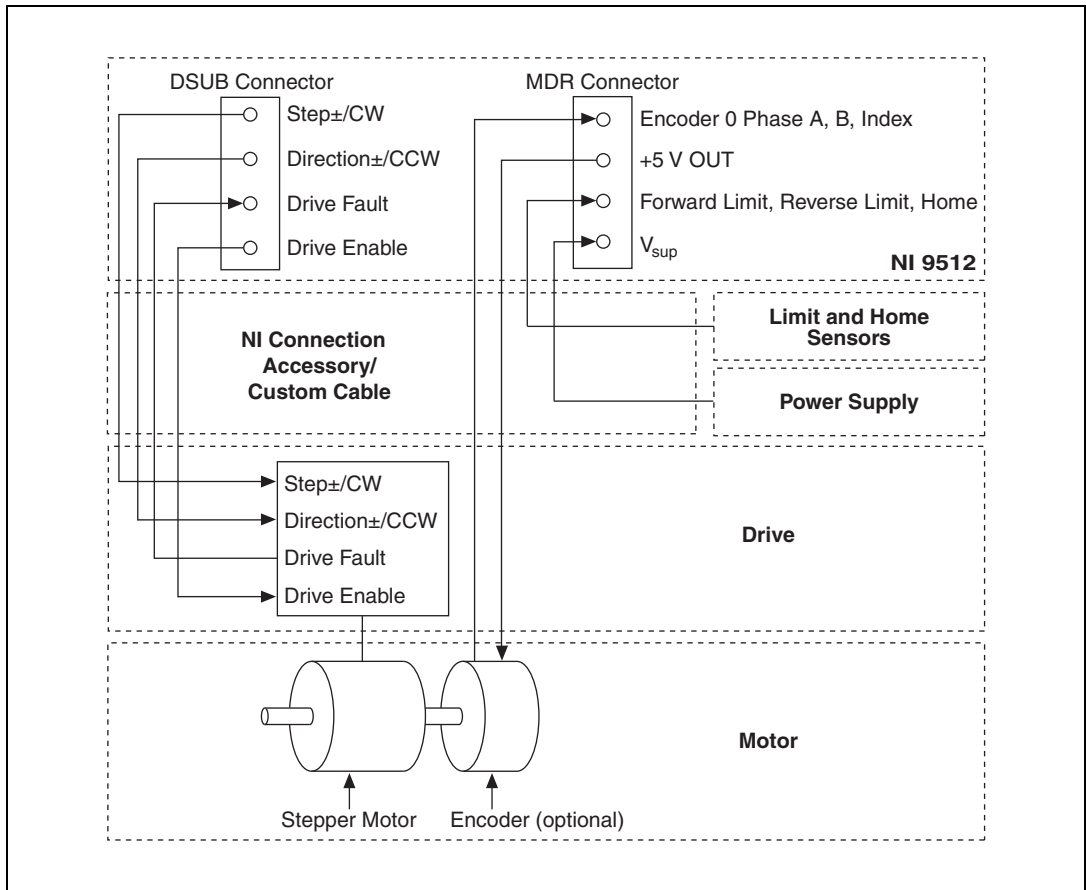 DSUB Connector
Step±/CW
Direction±/CCW
Drive Fault
Drive Enable
MDR Connector
Encoder 0 Phase A, B, Index
+5 V OUT
Forward Limit, Reverse Limit, Home
Vsup
NI 9512
NI Connection
Accessory/
Custom Cable
Limit and Home
Sensors
Power Supply
Step±/CW
Direction±/CCW
Drive Fault
Drive Enable
Drive
Motor
Stepper Motor
Encoder (optional)